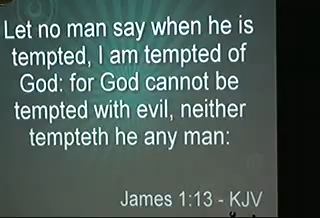 Let no man say when he is
tempted, I am tempted of
God: for God cannot be
tempted with evil, neither
tempteth he any man:
James 1:13 - KJV